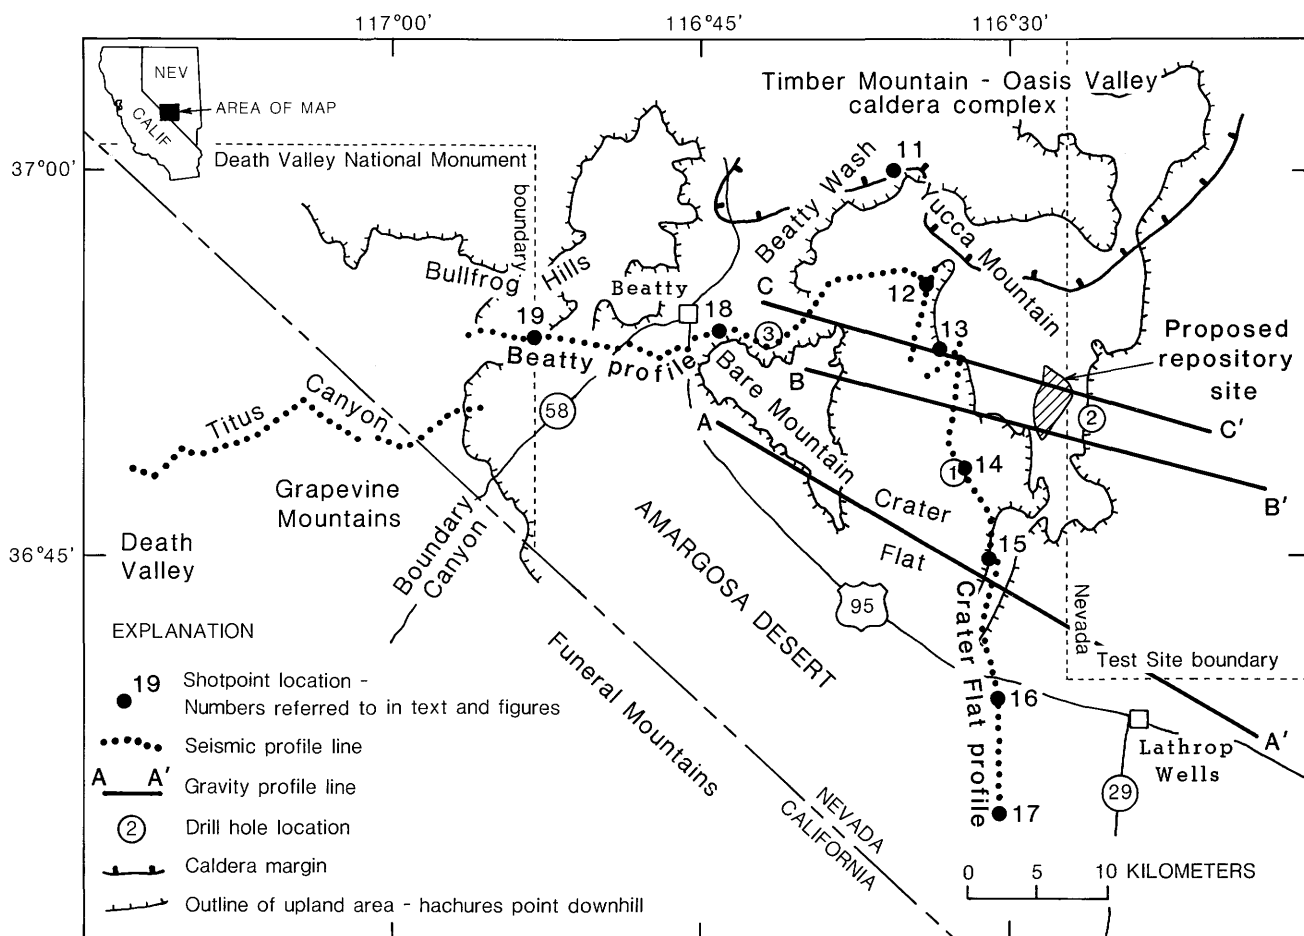 117°00'
116°45'
116°30'
NEV
CALIF
AREA OF MAP
Timber Mountain - Oasis Valley
caldera complex
37°00'
Death Valley National Monument
boundary
11
Beatty Wash
Yucca Mountain
Bullfrog
Hills
Beatty
C
12
19
18
3
13
Proposed
repository
site
Beatty profile
Bare Mountain
B
Titus
Canyon
58
A
2
C'
1
14
Crater
Flat
B'
Grapevine
Mountains
Boundary
Canyon
AMARGOSA DESERT
36°45'
Death
Valley
15
95
Nevada
Test Site boundary
Crater Flat profile
Funeral Mountains
16
A'
Lathrop
Wells
29
17
NEVADA
CALIFORNIA
0 5 10 KILOMETERS
EXPLANATION
19 Shotpoint location -
Numbers referred to in text and figures
Seismic profile line
A A' Gravity profile line
2 Drill hole location
Caldera margin
Outline of upland area - hachures point downhill